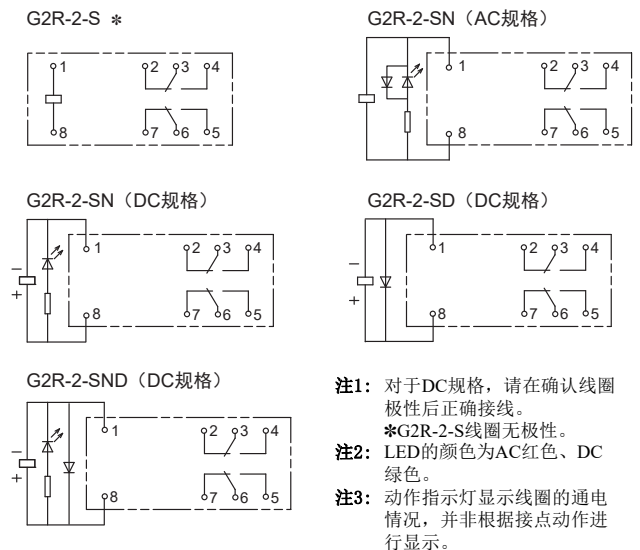 G2R-2-S ✻
1 2 3 4
8 7 6 5
G2R-2-SN（AC规格）
1 2 3 4
8 7 6 5
G2R-2-SN（DC规格）
1 2 3 4
− +
8 7 6 5
G2R-2-SD（DC规格）
1 2 3 4
− +
8 7 6 5
G2R-2-SND（DC规格）
1 2 3 4
− +
8 7 6 5
注1: 对于DC规格，请在确认线圈
极性后正确接线。
✻G2R-2-S线圈无极性。
注2: LED的颜色为AC红色、DC
绿色。
注3: 动作指示灯显示线圈的通电
情况，并非根据接点动作进
行显示。